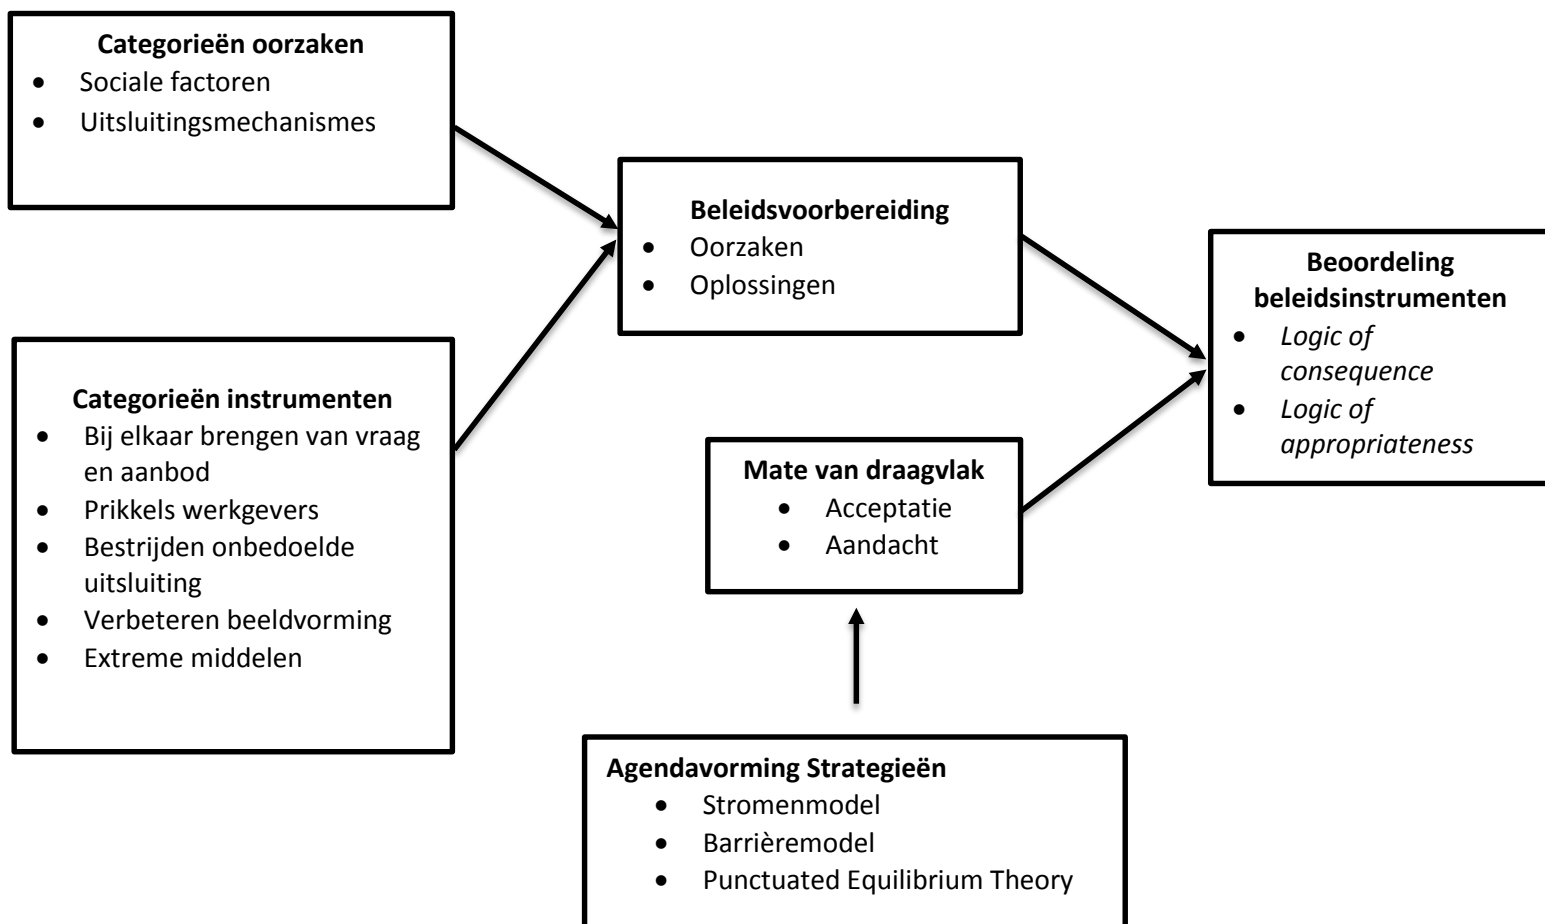 Categorieën oorzaken
• Sociale factoren
• Uitsluitingsmechanismes
Categorieën instrumenten
• Bij elkaar brengen van vraag
en aanbod
• Prikkels werkgevers
• Bestrijden onbedoelde
uitsluiting
• Verbeteren beeldvorming
• Extreme middelen
Beleidsvoorbereiding
• Oorzaken
• Oplossingen
Mate van draagvlak
• Acceptatie
• Aandacht
Agendavorming Strategieën
• Stromenmodel
• Barrièremodel
• Punctuated Equilibrium Theory
Beoordeling
beleidsinstrumenten
• Logic of
consequence
• Logic of
appropriateness